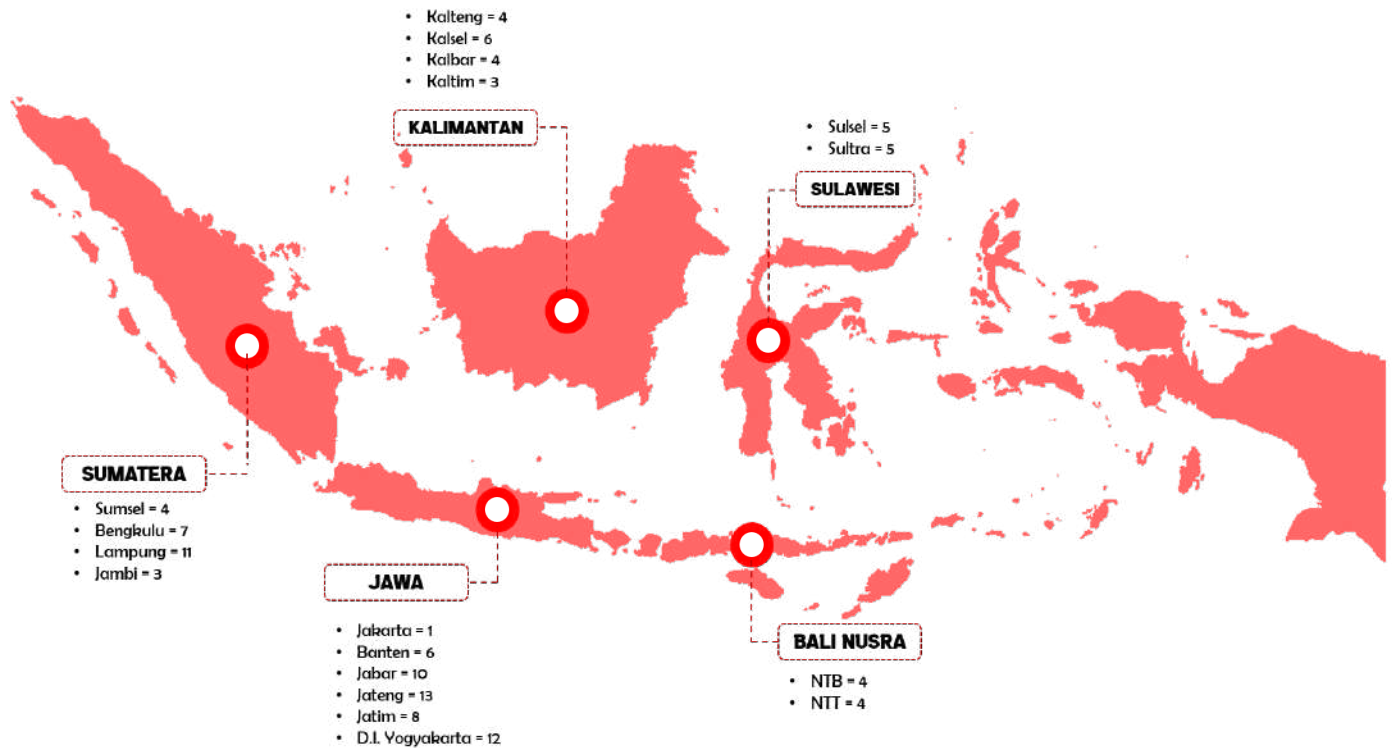 • Kalteng = 4
• Kalsel = 6
• Kalbar = 4
• Kaltim = 3
KALIMANTAN
• Sulsel = 5
• Sultra = 5
SULAWESI
SUMATERA
• Sumsel = 4
• Bengkulu = 7
• Lampung = 11
• Jambi = 3
JAWA
• Jakarta = 1
• Banten = 6
• Jabar = 10
• Jateng = 13
• Jatim = 8
• D.I. Yogyakarta = 12
BALI NUSRA
• NTB = 4
• NTT = 4